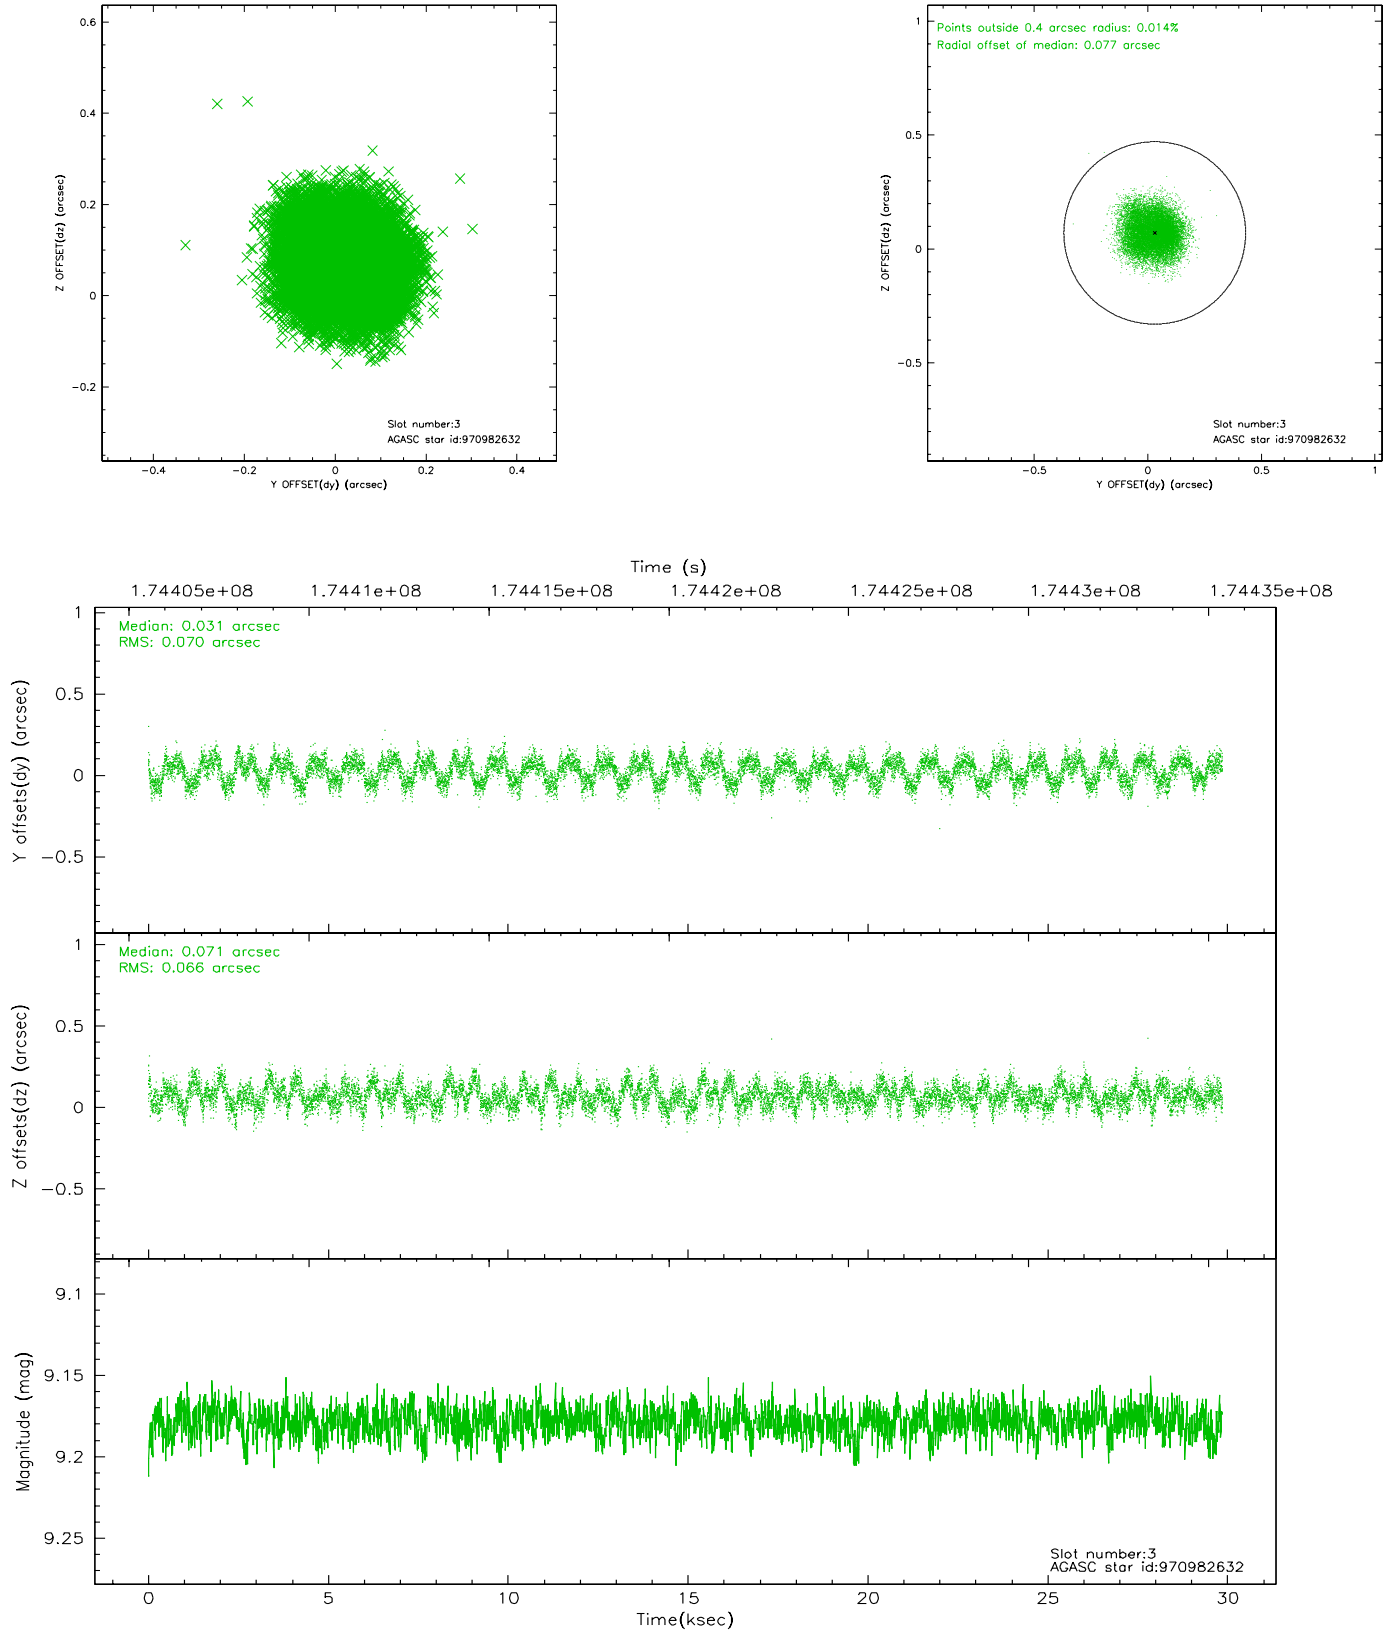 0.6
0.4
0.2
0
−0.2
Z OFFSET(dz) (arcsec)
Slot number:3
AGASC star id:970982632
−0.4 −0.2 0 0.2 0.4
Y OFFSET(dy) (arcsec)
Points outside 0.4 arcsec radius: 0.014%
Radial offset of median: 0.077 arcsec
1
0.5
0
−0.5
Z OFFSET(dz) (arcsec)
Slot number:3
AGASC star id:970982632
−0.5 0 0.5 1
Y OFFSET(dy) (arcsec)
Time (s)
1.74405e+08 1.7441e+08 1.74415e+08 1.7442e+08 1.74425e+08 1.7443e+08 1.74435e+08
Median: 0.031 arcsec
RMS: 0.070 arcsec
1
0.5
0
−0.5
Y offsets(dy) (arcsec)
Median: 0.071 arcsec
RMS: 0.066 arcsec
1
0.5
0
−0.5
Z offsets(dz) (arcsec)
9.1
9.15
9.2
9.25
Magnitude (mag)
Slot number:3
AGASC star id:970982632
0 5 10 15 20 25 30
Time(ksec)